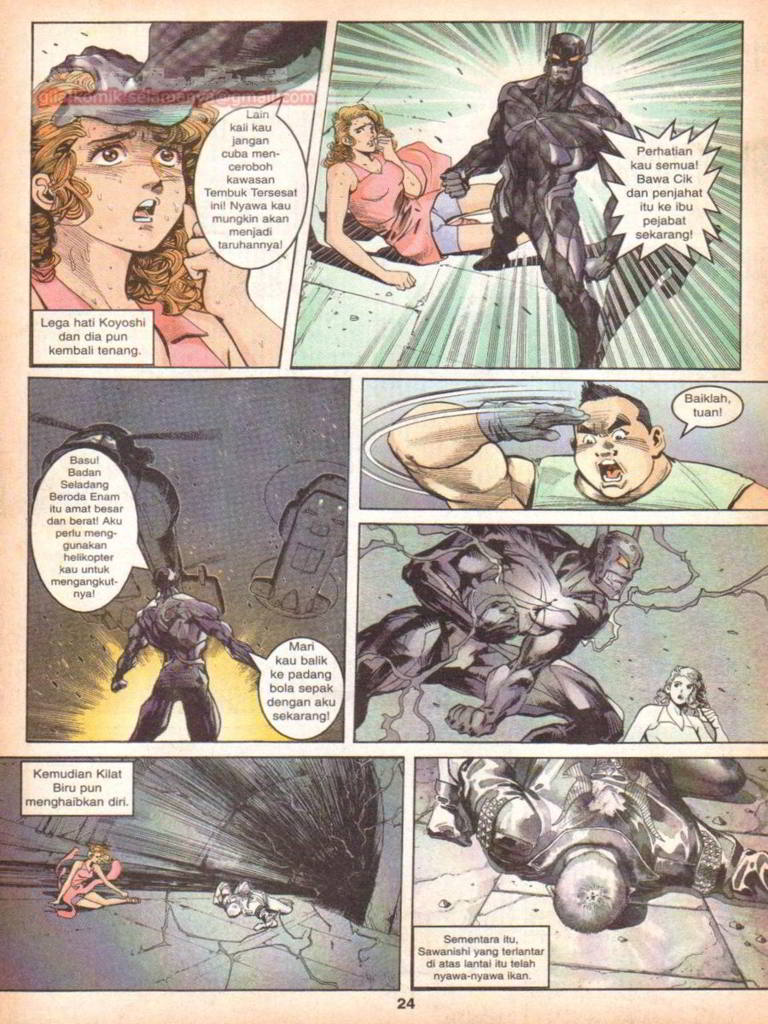 Lain
kali kau
jangan
cuba men-
ceroboh
kawasan
Tembuk Tersesat
ini! Nyawa kau
mungkin akan
menjadi
taruhannya!
Lega hati Koyoshi
dan dia pun
kembali tenang.
Perhatian
kau semua!
Bawa Cik
dan penjahat
itu ke ibu
pejabat
sekarang!
Basu!
Badan
Seladang
Beroda Enam
itu amat besar
dan berat! Aku
perlu meng-
gunakan
helikopter
kau untuk
mengangkut-
nya!
Mari
kau balik
ke padang
bola sepak
dengan aku
sekarang!
Baiklah,
tuan!
Kemudian Kilat
Biru pun
menghaibkan diri.
Sementara itu,
Sawanishi yang terlantar
di atas lantai itu telah
nyawa-nyawa ikan.
24